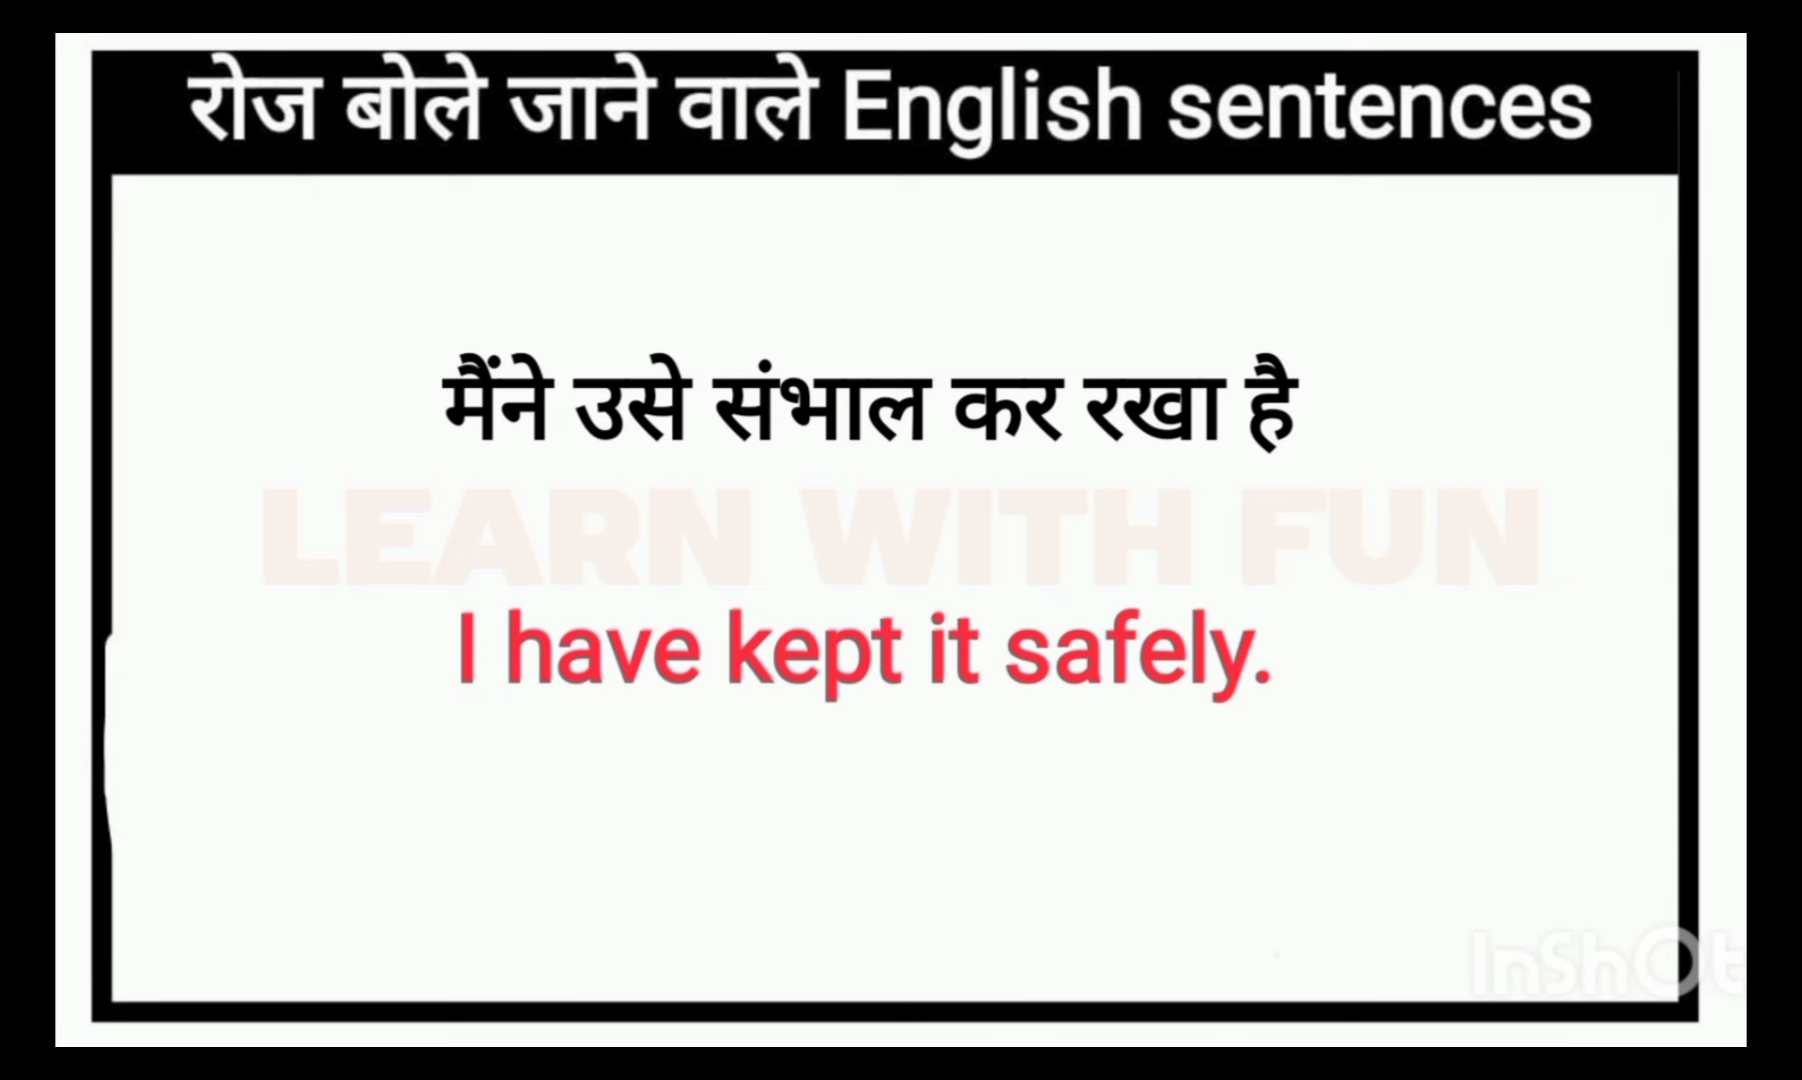 रोज बोले जाने वाले English sentences
मैंने उसे संभाल कर रखा है
LEARN WITH FUN
I have kept it safely.
InShOt